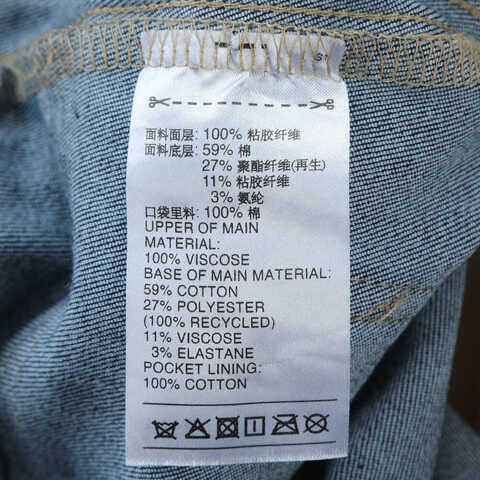 面料面层: 100% 粘胶纤维
面料底层: 59% 棉
27% 聚酯纤维(再生)
11% 粘胶纤维
3% 氨纶
口袋里料: 100% 棉
UPPER OF MAIN
MATERIAL:
100% VISCOSE
BASE OF MAIN MATERIAL:
59% COTTON
27% POLYESTER
(100% RECYCLED)
11% VISCOSE
3% ELASTANE
POCKET LINING:
100% COTTON